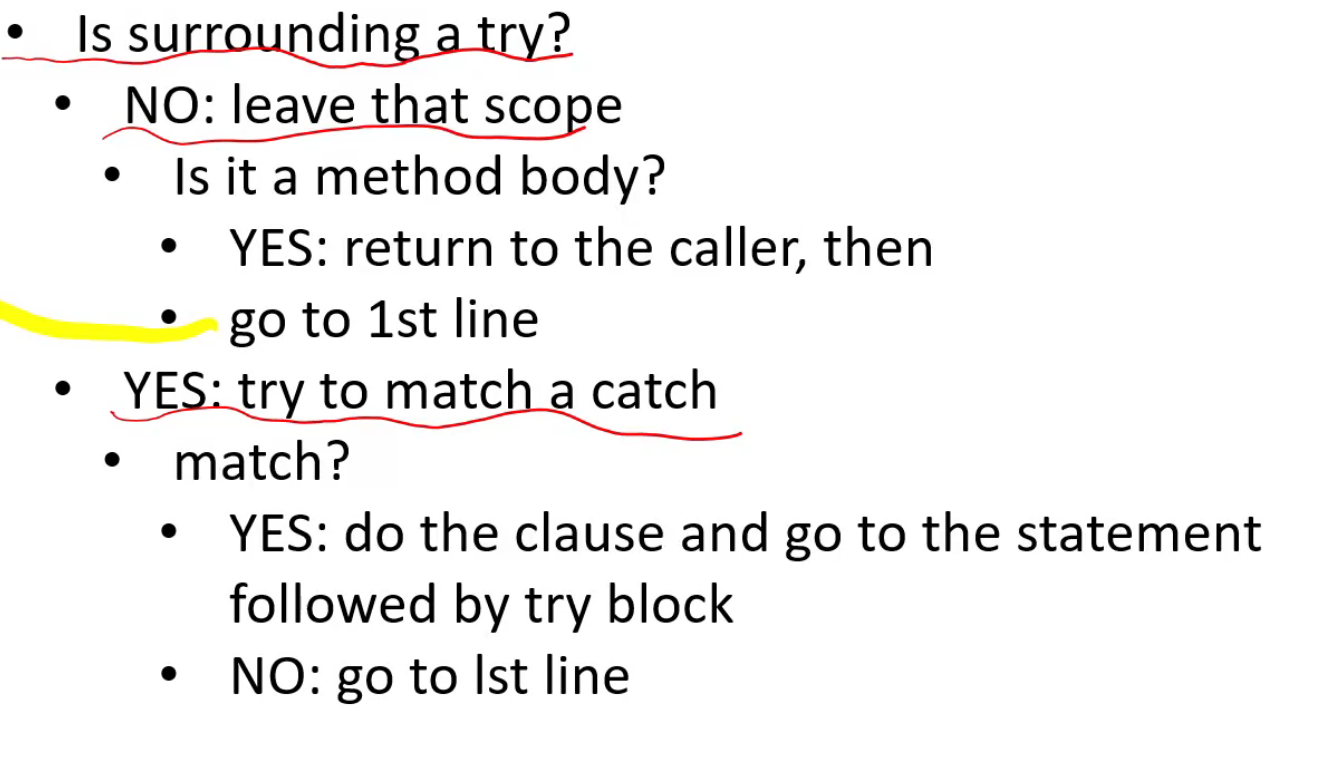 • Is surrounding a try?
• NO: leave that scope
• Is it a method body?
• YES: return to the caller, then
• go to 1st line
• YES: try to match a catch
• match?
• YES: do the clause and go to the statement
followed by try block
• NO: go to lst line